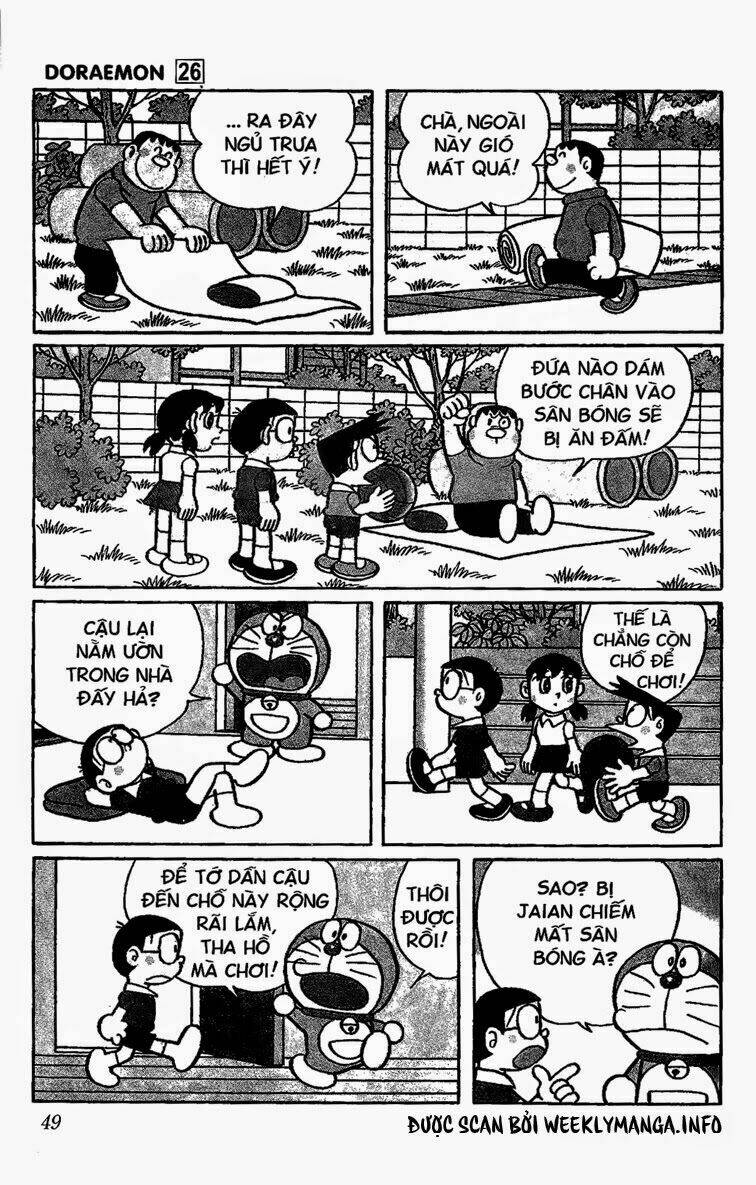 DORAEMON 26
CHÀ, NGOÀI
NÀY GIÓ
MÁT QUÁ!
... RA ĐÂY
NGỦ TRƯA
THÌ HẾT Ý!
ĐỨA NÀO DÁM
BƯỚC CHÂN VÀO
SÂN BÓNG SẼ
BỊ ĂN ĐẤM!
THẾ LÀ
CHẲNG CÒN
CHỖ ĐỂ
CHƠI!
CẬU LẠI
NẰM ƯỜN
TRONG NHÀ
ĐẤY HẢ?
SAO? BỊ
JAIAN CHIẾM
MẤT SÂN
BÓNG À?
THÔI
ĐƯỢC
RỒI!
ĐỂ TỚ DẪN CẬU
ĐẾN CHỖ NÀY RỘNG
RÃI LẮM,
THA HỒ
MÀ CHƠI!
49
ĐƯỢC SCAN BỞI WEEKLYMANGA.INFO